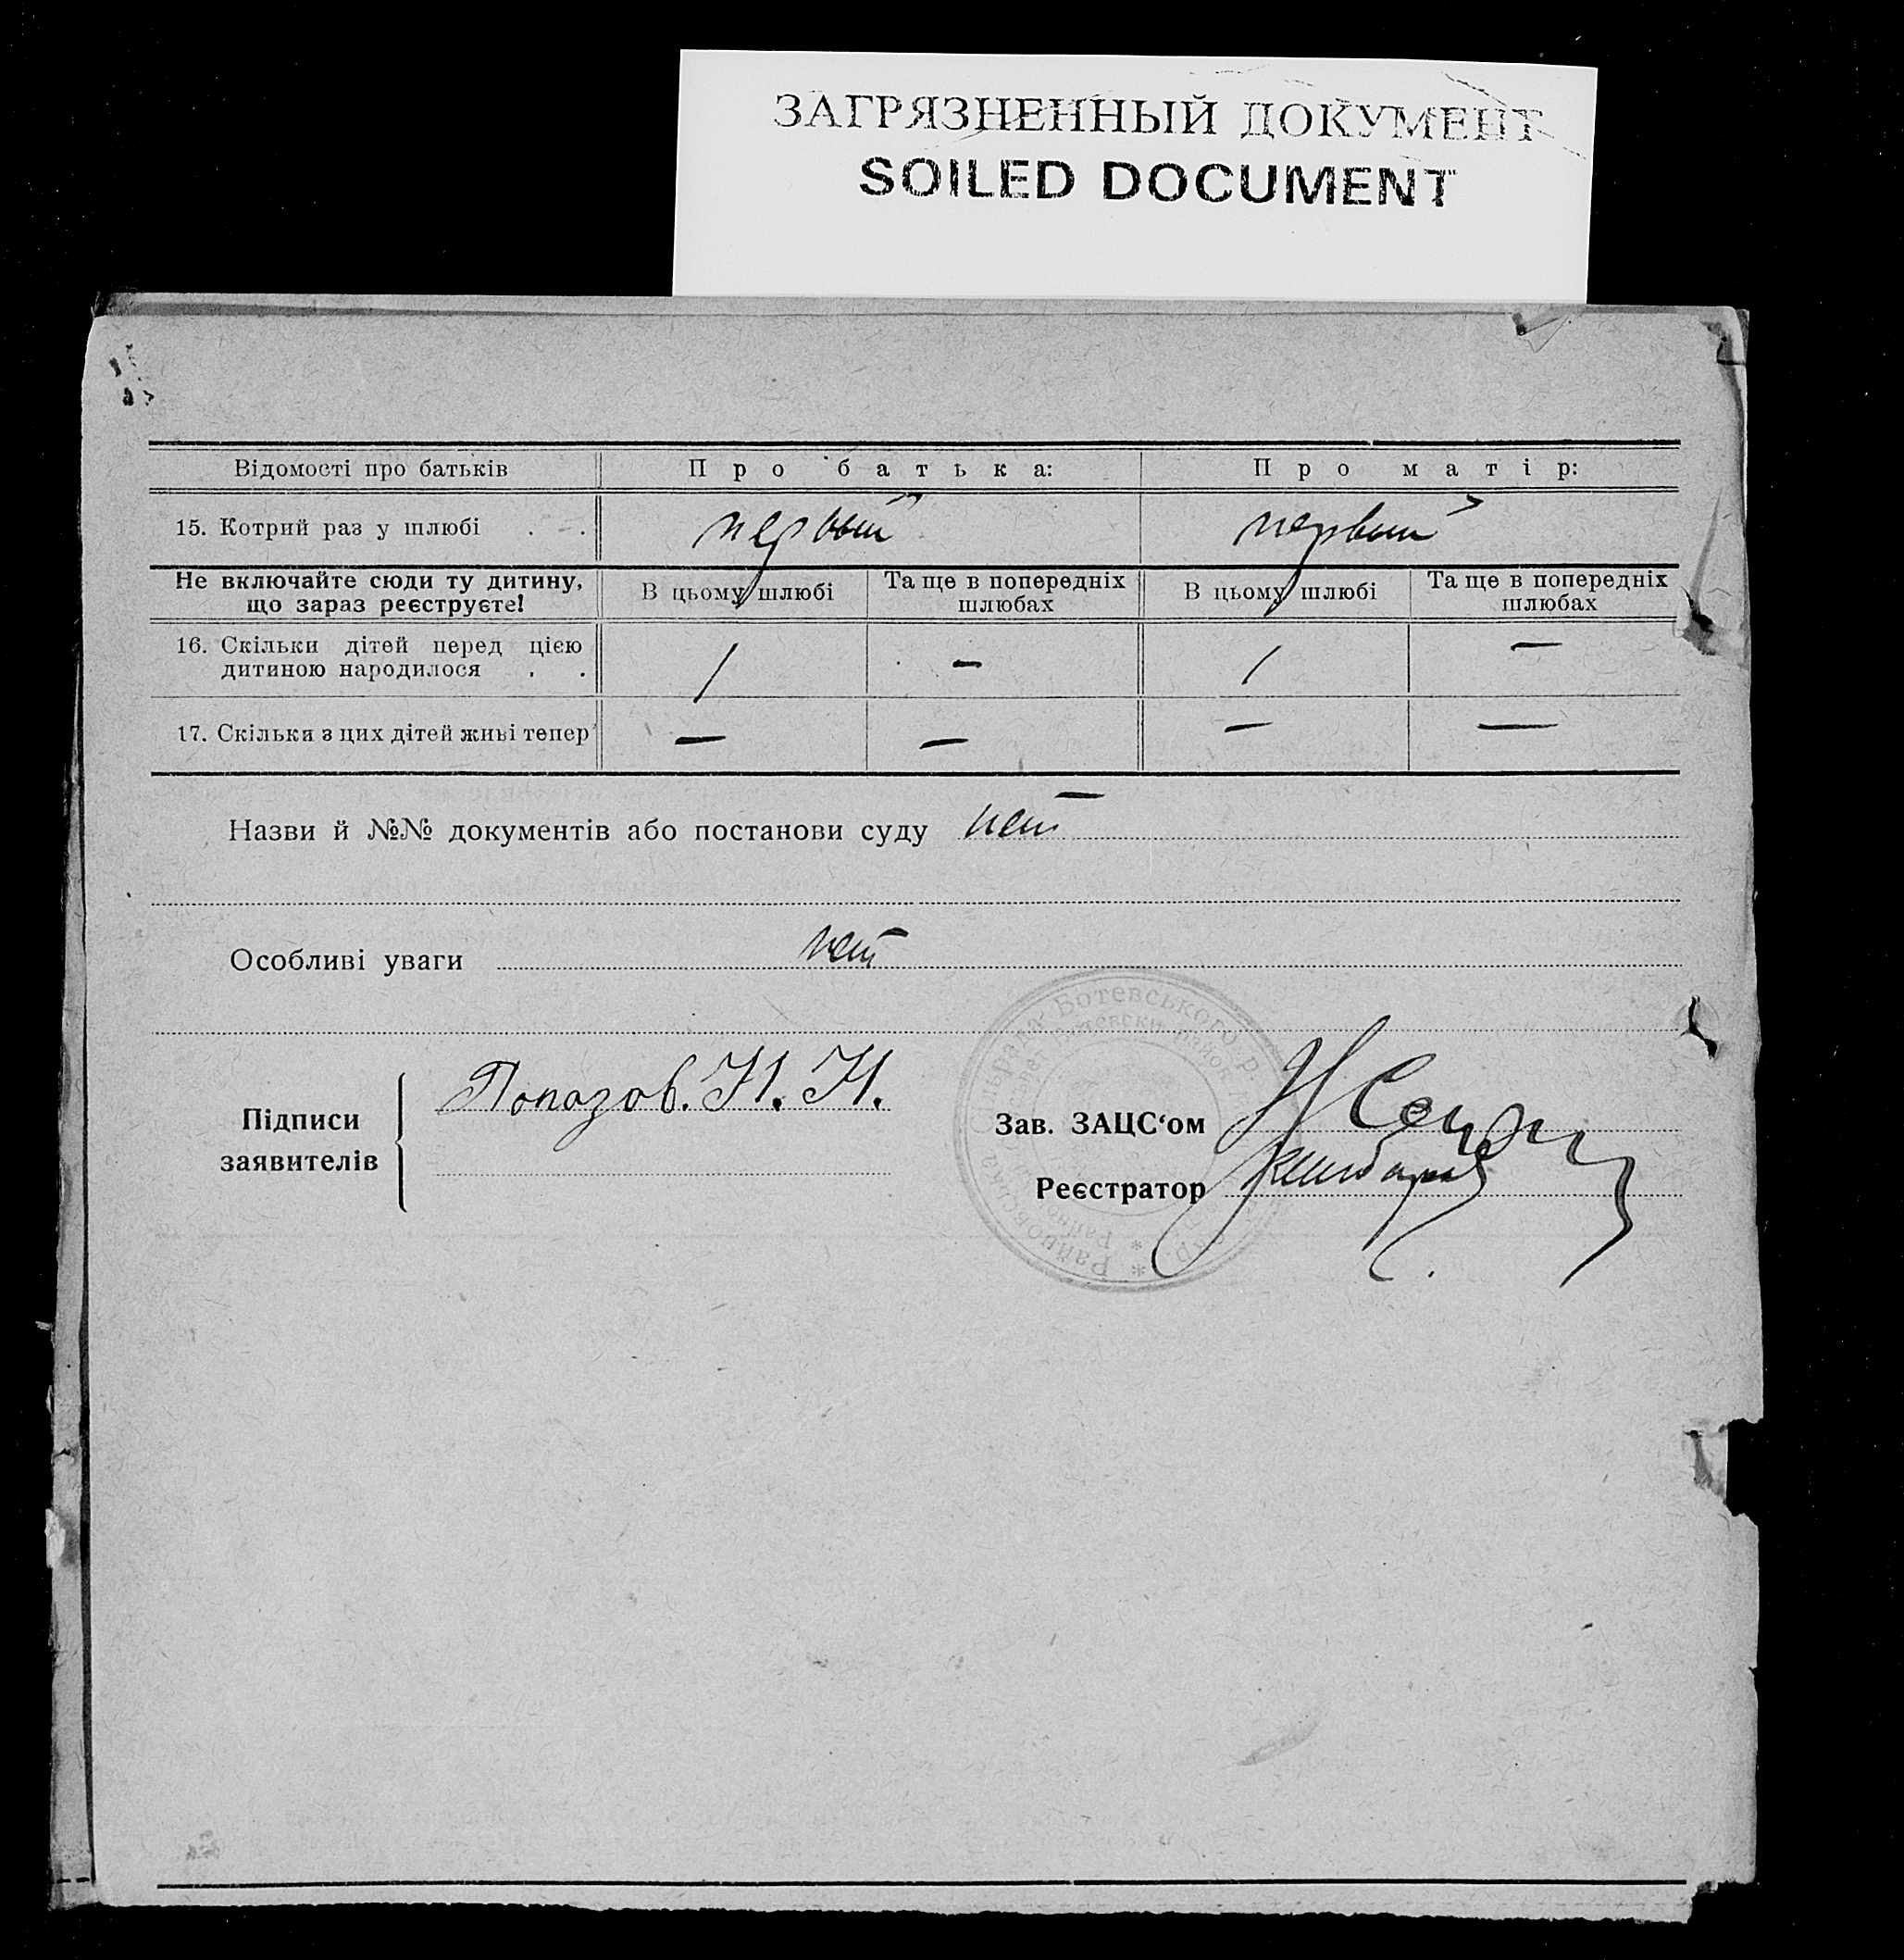 ЗАГРЯЗНЕННЫЙ ДОКУМЕНТ
SOILED DOCUMENT
Відомості про батьків Про батька: Про матір:
15. Котрий раз у шлюбі . . первый первый
Не включайте сюди ту дитину, що зараз реєструєте! В цьому шлюбі Та ще в попередніх шлюбах В цьому шлюбі Та ще в попередніх шлюбах
16. Скільки дітей перед цією дитиною народилося . . 1 — 1 —
17. Скільки з цих дітей живі тепер — — — —
Назви й №№ документів або постанови суду нет
Особливі уваги нет
Підписи заявителів Попазов. Н. Н.
Зав. ЗАЦС‘ом
Реєстратор
Райновська сільрада Ботевського р.